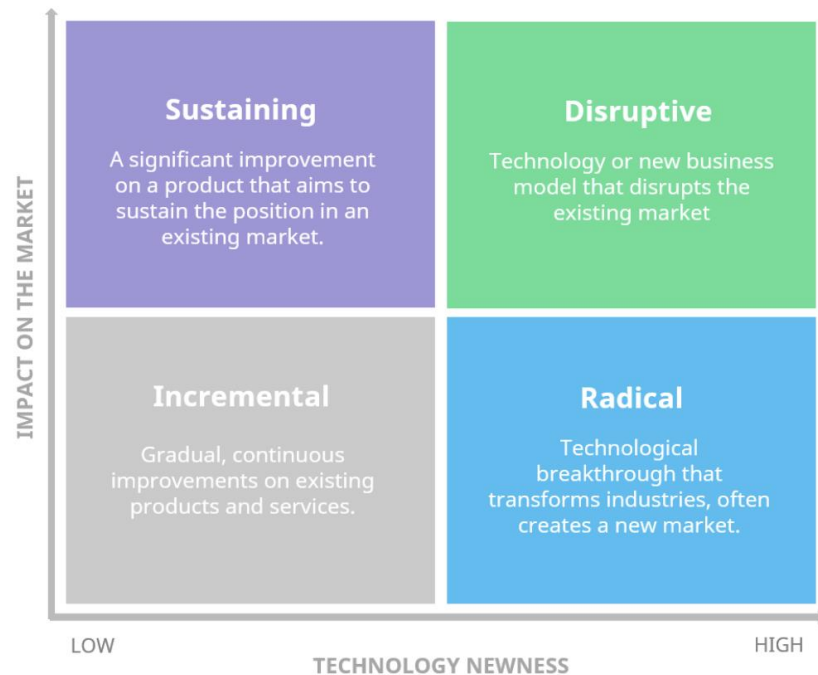 IMPACT ON THE MARKET
Sustaining
A significant improvement
on a product that aims to
sustain the position in an
existing market.
Disruptive
Technology or new business
model that disrupts the
existing market
Incremental
Gradual, continuous
improvements on existing
products and services.
Radical
Technological
breakthrough that
transforms industries, often
creates a new market.
LOW
HIGH
TECHNOLOGY NEWNESS